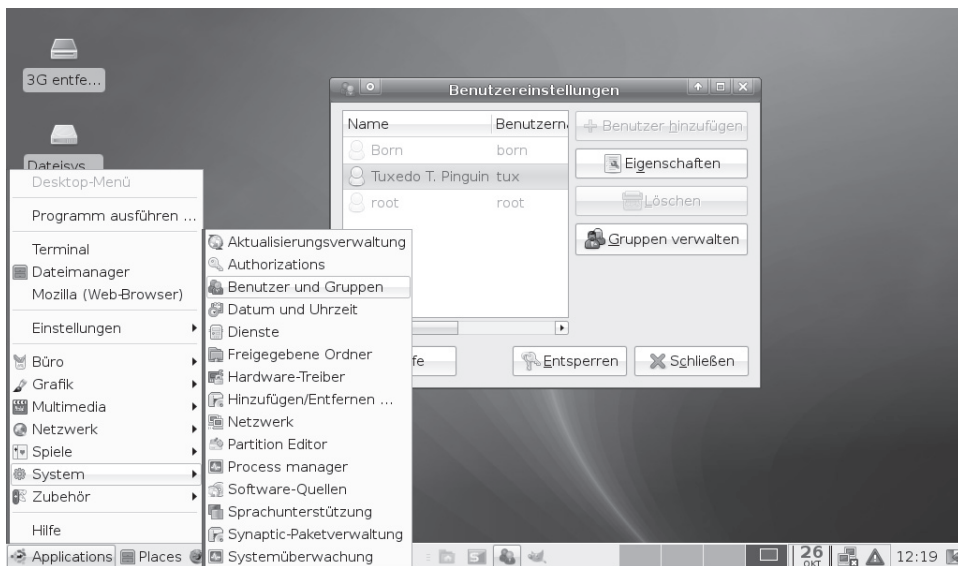 3G entfe...
Dateisys...
Desktop-Menü
Programm ausführen ...
Terminal
Dateimanager
Mozilla (Web-Browser)
Einstellungen
Büro
Grafik
Multimedia
Netzwerk
Spiele
System
Zubehör
Hilfe
Aktualisierungsverwaltung
Authorizations
Benutzer und Gruppen
Datum und Uhrzeit
Dienste
Freigegebene Ordner
Hardware-Treiber
Hinzufügen/Entfernen ...
Netzwerk
Partition Editor
Process manager
Software-Quellen
Sprachunterstützung
Synaptic-Paketverwaltung
Systemüberwachung
Benutzereinstellungen
Name Benutzern
Born born
Tuxedo T. Pinguin tux
root root
Benutzer hinzufügen
Eigenschaften
Löschen
Gruppen verwalten
fe
Entsperren
Schließen
Applications
Places
26
OKT
12:19